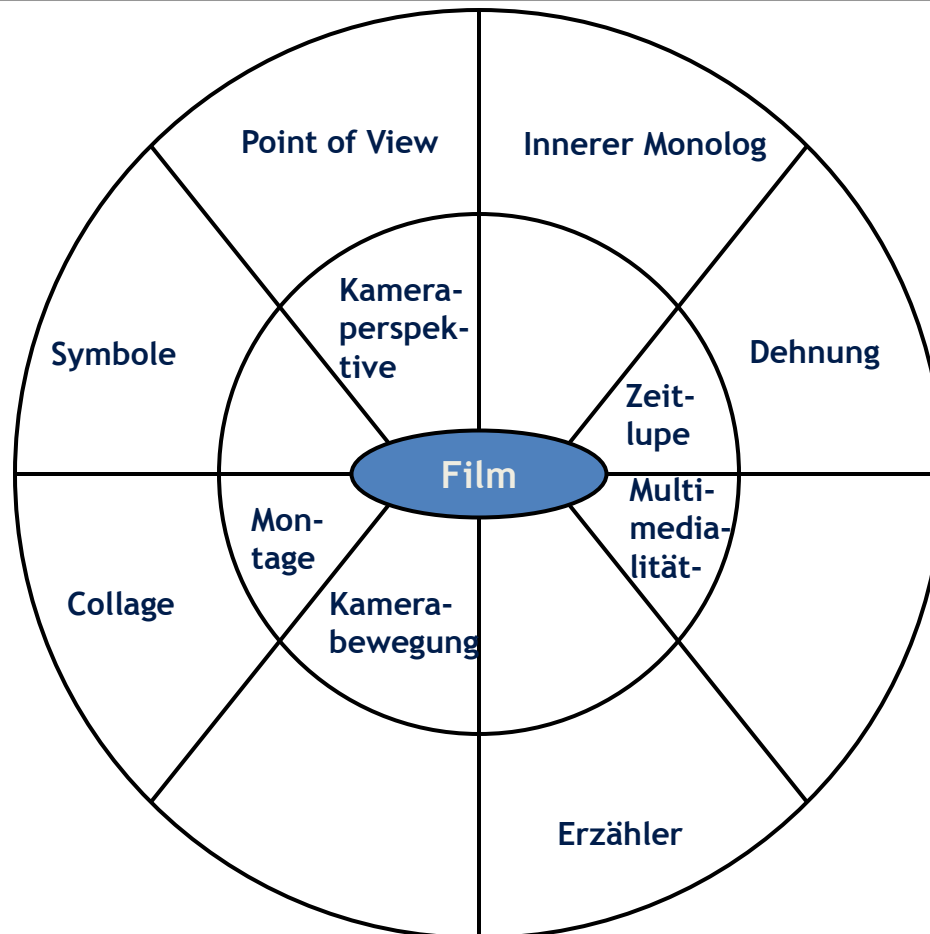 Point of View
Innerer Monolog
Kamera-
perspek-
tive
Symbole
Dehnung
Zeit-
lupe
Film
Multi-
media-
lität-
Mon-
tage
Collage
Kamera-
bewegung
Erzähler